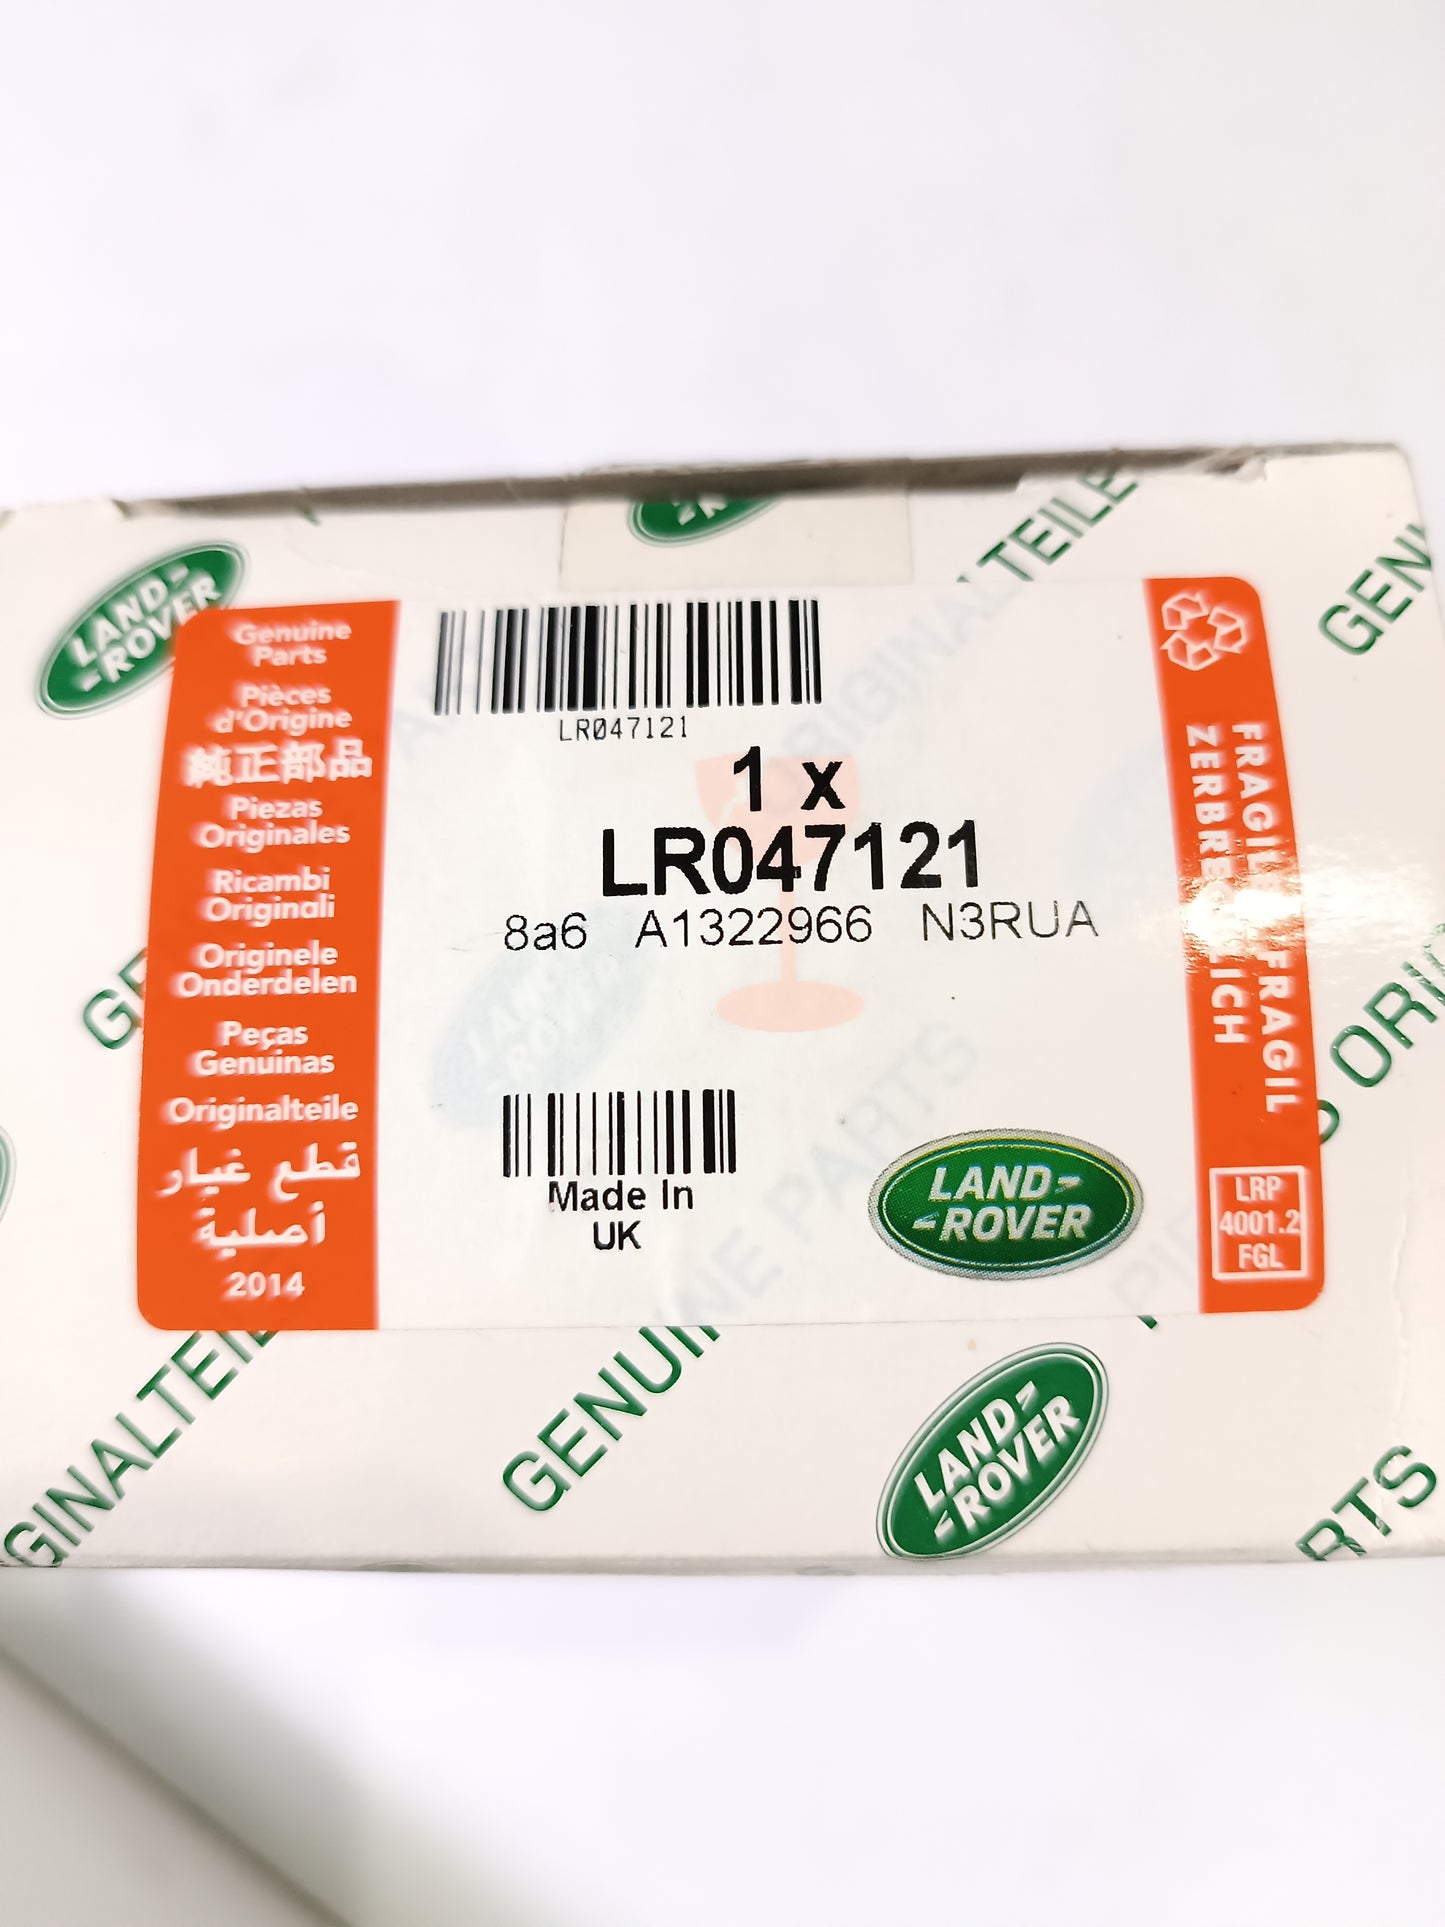 LAND-
-ROVER
GENU
Genuine
Parts
Pièces
d'Origine
純正部品
Piezas
Originales
Ricambi
Originali
Originele
Onderdelen
Peças
Genuinas
Originalteile
قطع غيار
أصلية
2014
LR047121
1 x
LR047121
8a6 A1322966 N3RUA
Made In
UK
LAND-
-ROVER
FRAGILE FRAGIL
ZERBRECHLICH
LRP
4001.2
FGL
GENUINE PARTS
LAND-
-ROVER